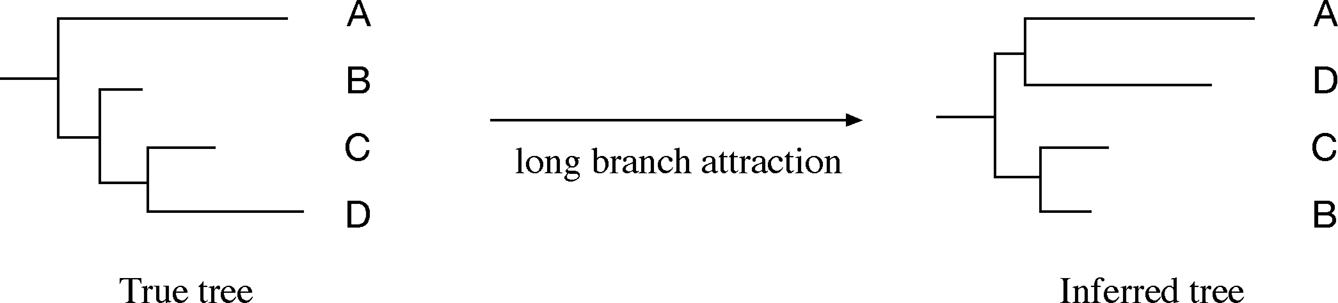 A
B
C
D
long branch attraction
True tree
A
D
C
B
Inferred tree